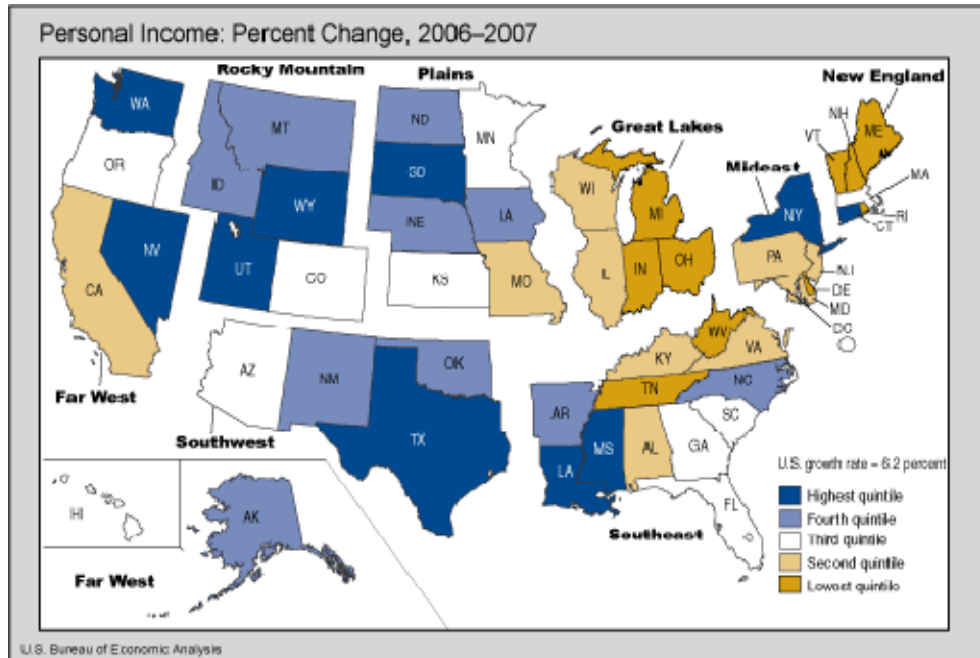 Personal Income: Percent Change, 2006–2007
Rocky Mountain
Plains
New England
Great Lakes
Mideast
WA
MT
ND
MN
NH
ME
VT
OR
ID
SD
WI
MA
WY
MI
NY
RI
CT
NV
NE
IA
PA
UT
CO
IL
IN
OH
NJ
CA
KS
MO
DE
MD
DC
WV
VA
KY
AZ
NM
OK
TN
NC
AR
SC
Far West
Southwest
TX
MS
AL
GA
LA
U.S. growth rate = 6.2 percent
Highest quintile
FL
HI
AK
Fourth quintile
Third quintile
Southeast
Second quintile
Far West
Lowest quintile
U.S. Bureau of Economic Analysis